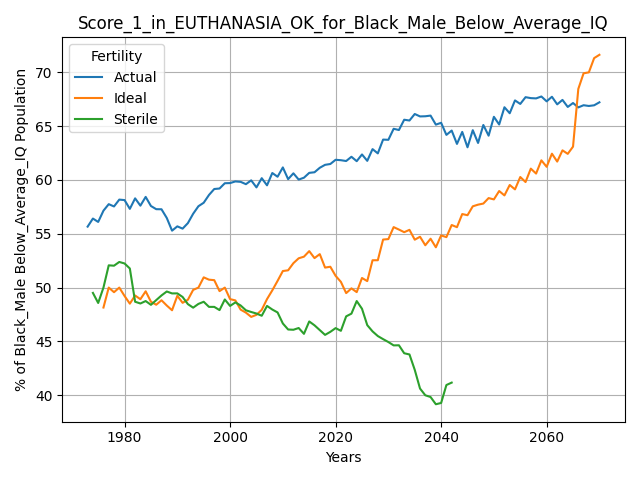 Score_1_in_EUTHANASIA_OK_for_Black_Male_Below_Average_IQ
Fertility
Actual
Ideal
Sterile
% of Black_Male Below_Average_IQ Population
70
65
60
55
50
45
40
1980
2000
2020
2040
2060
Years